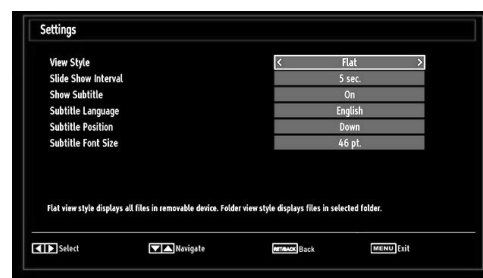 Settings
View Style < Flat >
Slide Show Interval 5 sec.
Show Subtitle On
Subtitle Language English
Subtitle Position Down
Subtitle Font Size 46 pt.
Flat view style displays all files in removable device. Folder view style displays files in selected folder.
Select Navigate RET/BACK Back MENU Exit